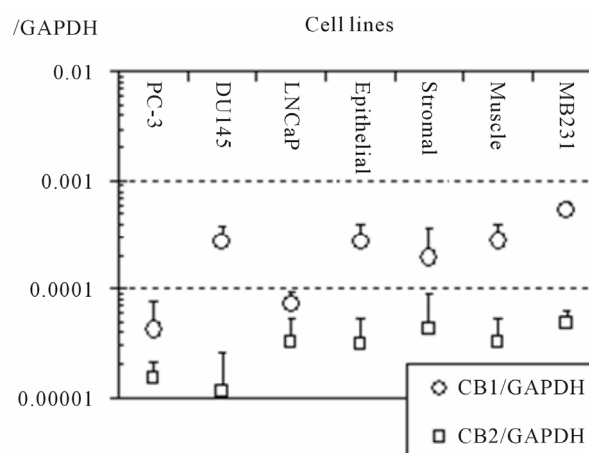 /GAPDH
Cell lines
0.01
PC-3
DU145
LNCaP
Epithelial
Stromal
Muscle
MB231
0.001
0.0001
0.00001
CB1/GAPDH
CB2/GAPDH